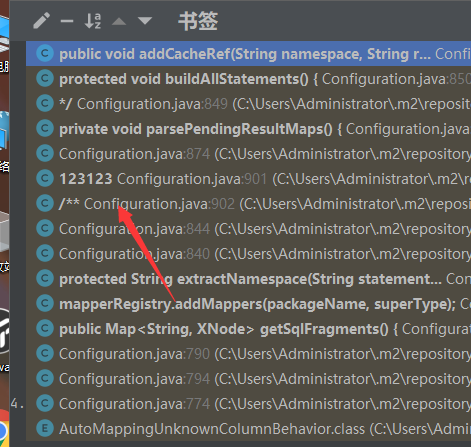 书签
public void addCacheRef(String namespace, String r... Confi
protected void buildAllStatements() { Configuration.java:850
*/ Configuration.java:849 (C:\Users\Administrator\.m2\reposit
private void parsePendingResultMaps() { Configuration.java
Configuration.java:874 (C:\Users\Administrator\.m2\repository
123123 Configuration.java:901 (C:\Users\Administrator\.m2\re
/** Configuration.java:902 (C:\Users\Administrator\.m2\repos
Configuration.java:844 (C:\Users\Administrator\.m2\repository
Configuration.java:840 (C:\Users\Administrator\.m2\repository
protected String extractNamespace(String statement... Conf
mapperRegistry.addMappers(packageName, superType); C
public Map<String, XNode> getSqlFragments() { Configurati
Configuration.java:790 (C:\Users\Administrator\.m2\repository
Configuration.java:794 (C:\Users\Administrator\.m2\repository
4. Configuration.java:774 (C:\Users\Administrator\.m2\repository
AutoMappingUnknownColumnBehavior.class (C:\Users\Admi